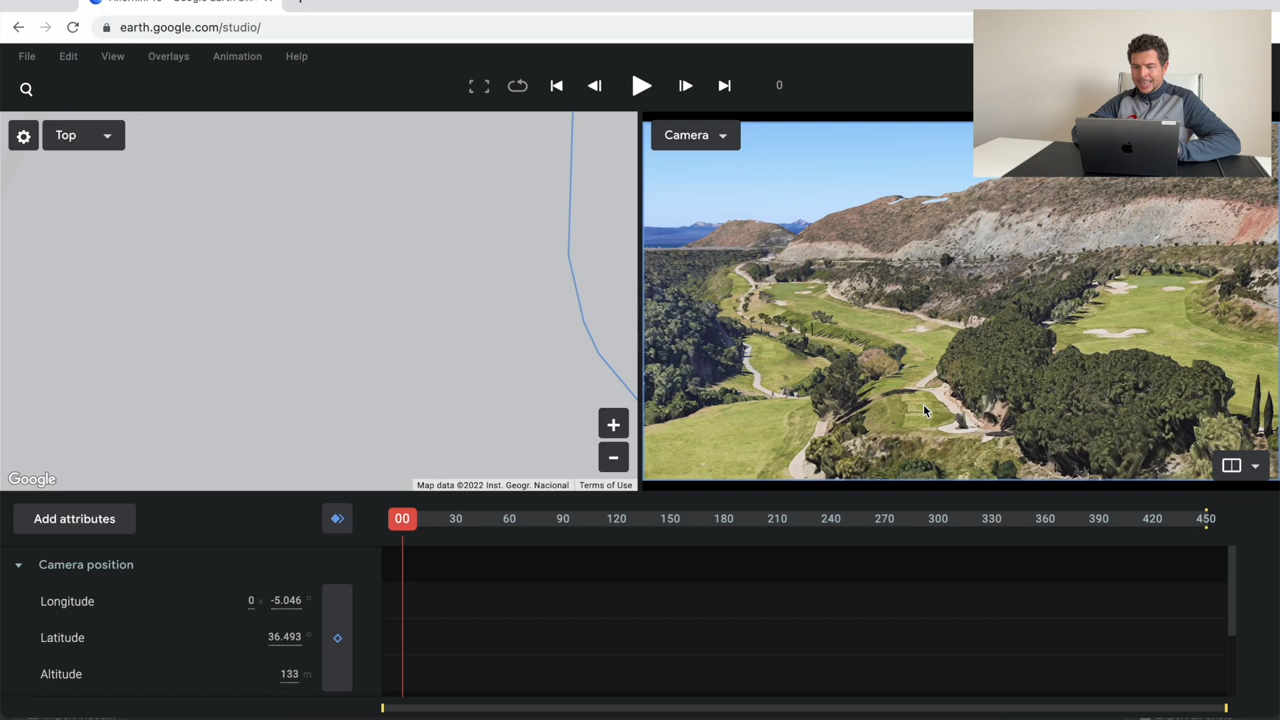 earth.google.com/studio/
File Edit View Overlays Animation Help
0
Top
Camera
Google
Map data ©2022 Inst. Geogr. Nacional Terms of Use
Add attributes
00 30 60 90 120 150 180 210 240 270 300 330 360 390 420 450
Camera position
Longitude 0 x -5.046 °
Latitude 36.493 °
Altitude 133 m